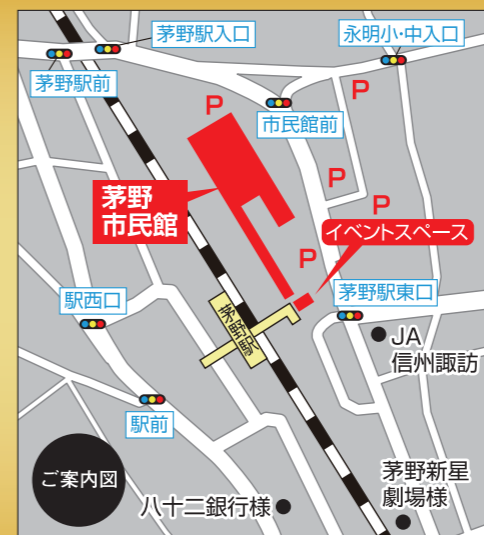 茅野駅入口
永明小・中入口
茅野駅前
P
P
市民館前
茅野
市民館
P
P
イベントスペース
P
駅西口
茅野駅
茅野駅東口
JA
信州諏訪
駅前
ご案内図
八十二銀行様
茅野新星
劇場様